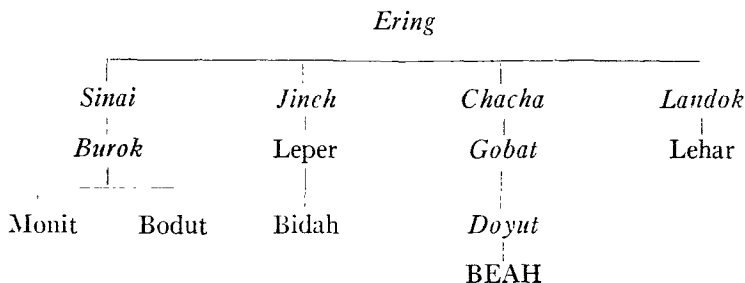 Ering
Sinai Jinch Chacha Landok
Burok Leper Gobat Lehar
Monit Bodut Bidah Doyut
BEAH